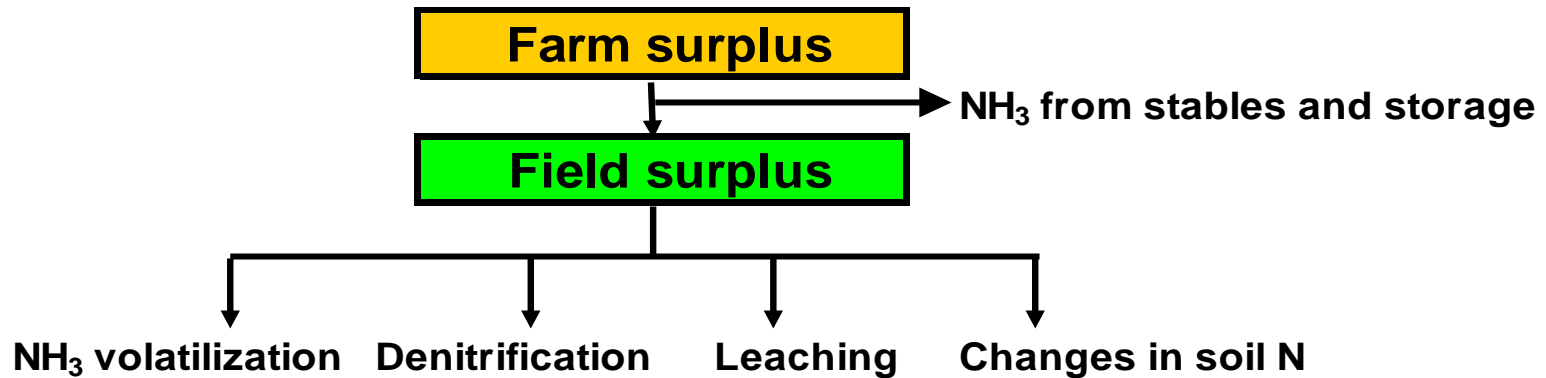 Farm surplus
NH₃ from stables and storage
Field surplus
NH₃ volatilization Denitrification Leaching Changes in soil N